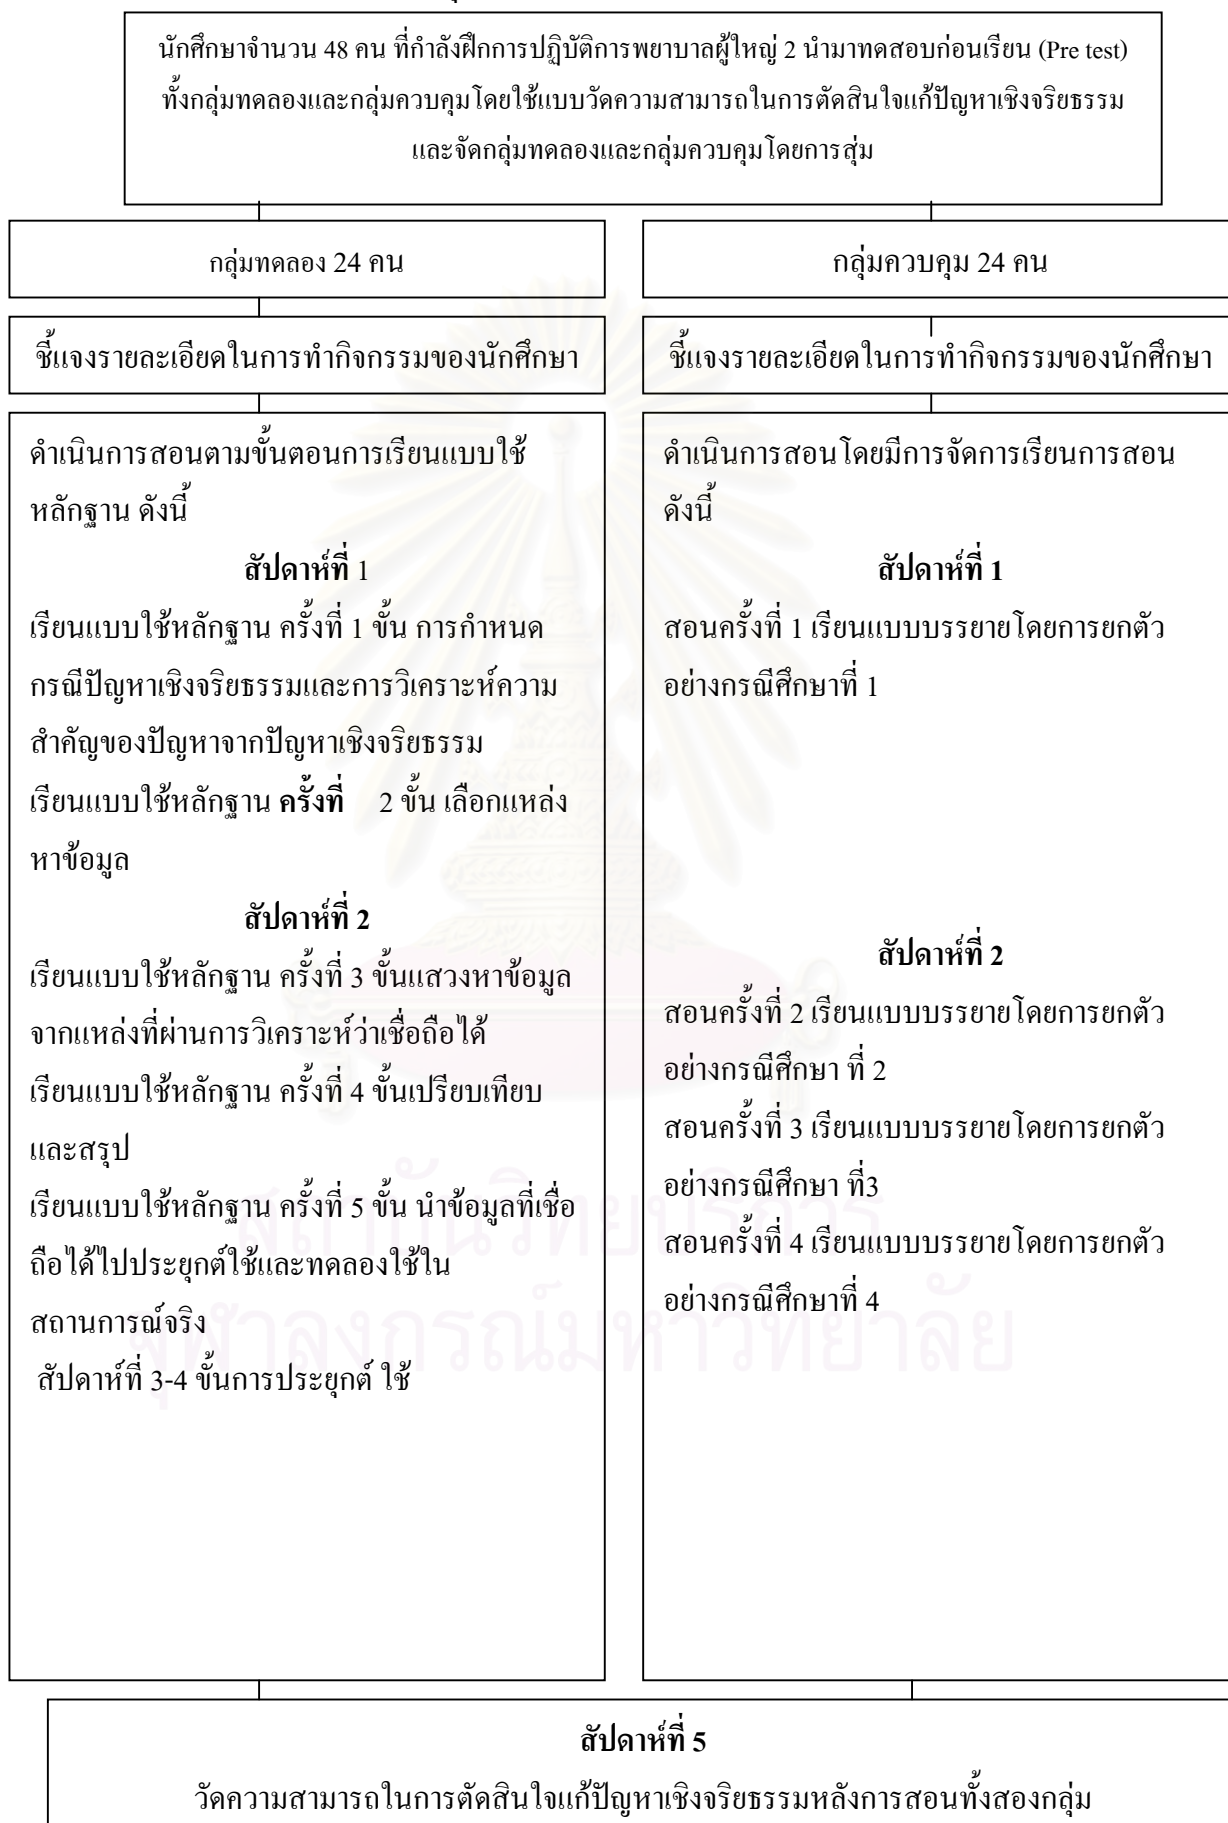 นักศึกษาจำนวน 48 คน ที่กำลังฝึกการปฏิบัติการพยาบาลผู้ใหญ่ 2 นำมาทดสอบก่อนเรียน (Pre test)
ทั้งกลุ่มทดลองและกลุ่มควบคุมโดยใช้แบบวัดความสามารถในการตัดสินใจแก้ปัญหาเชิงจริยธรรม
และจัดกลุ่มทดลองและกลุ่มควบคุมโดยการสุ่ม
กลุ่มทดลอง 24 คน
กลุ่มควบคุม 24 คน
ชี้แจงรายละเอียดในการทำกิจกรรมของนักศึกษา
ชี้แจงรายละเอียดในการทำกิจกรรมของนักศึกษา
ดำเนินการสอนตามขั้นตอนการเรียนแบบใช้
หลักฐาน ดังนี้
สัปดาห์ที่ 1
เรียนแบบใช้หลักฐาน ครั้งที่ 1 ขั้น การกำหนด
กรณีปัญหาเชิงจริยธรรมและการวิเคราะห์ความ
สำคัญของปัญหาจากปัญหาเชิงจริยธรรม
เรียนแบบใช้หลักฐาน ครั้งที่ 2 ขั้น เลือกแหล่ง
หาข้อมูล
สัปดาห์ที่ 2
เรียนแบบใช้หลักฐาน ครั้งที่ 3 ขั้นแสวงหาข้อมูล
จากแหล่งที่ผ่านการวิเคราะห์ว่าเชื่อถือได้
เรียนแบบใช้หลักฐาน ครั้งที่ 4 ขั้นเปรียบเทียบ
และสรุป
เรียนแบบใช้หลักฐาน ครั้งที่ 5 ขั้น นำข้อมูลที่เชื่อ
ถือได้ไปประยุกต์ใช้และทดลองใช้ใน
สถานการณ์จริง
สัปดาห์ที่ 3-4 ขั้นการประยุกต์ ใช้
ดำเนินการสอนโดยมีการจัดการเรียนการสอน
ดังนี้
สัปดาห์ที่ 1
สอนครั้งที่ 1 เรียนแบบบรรยายโดยการยกตัว
อย่างกรณีศึกษาที่ 1
สัปดาห์ที่ 2
สอนครั้งที่ 2 เรียนแบบบรรยายโดยการยกตัว
อย่างกรณีศึกษา ที่ 2
สอนครั้งที่ 3 เรียนแบบบรรยายโดยการยกตัว
อย่างกรณีศึกษา ที่3
สอนครั้งที่ 4 เรียนแบบบรรยายโดยการยกตัว
อย่างกรณีศึกษาที่ 4
สถาบันวิทยบริการ
จุฬาลงกรณ์มหาวิทยาลัย
สัปดาห์ที่ 5
วัดความสามารถในการตัดสินใจแก้ปัญหาเชิงจริยธรรมหลังการสอนทั้งสองกลุ่ม